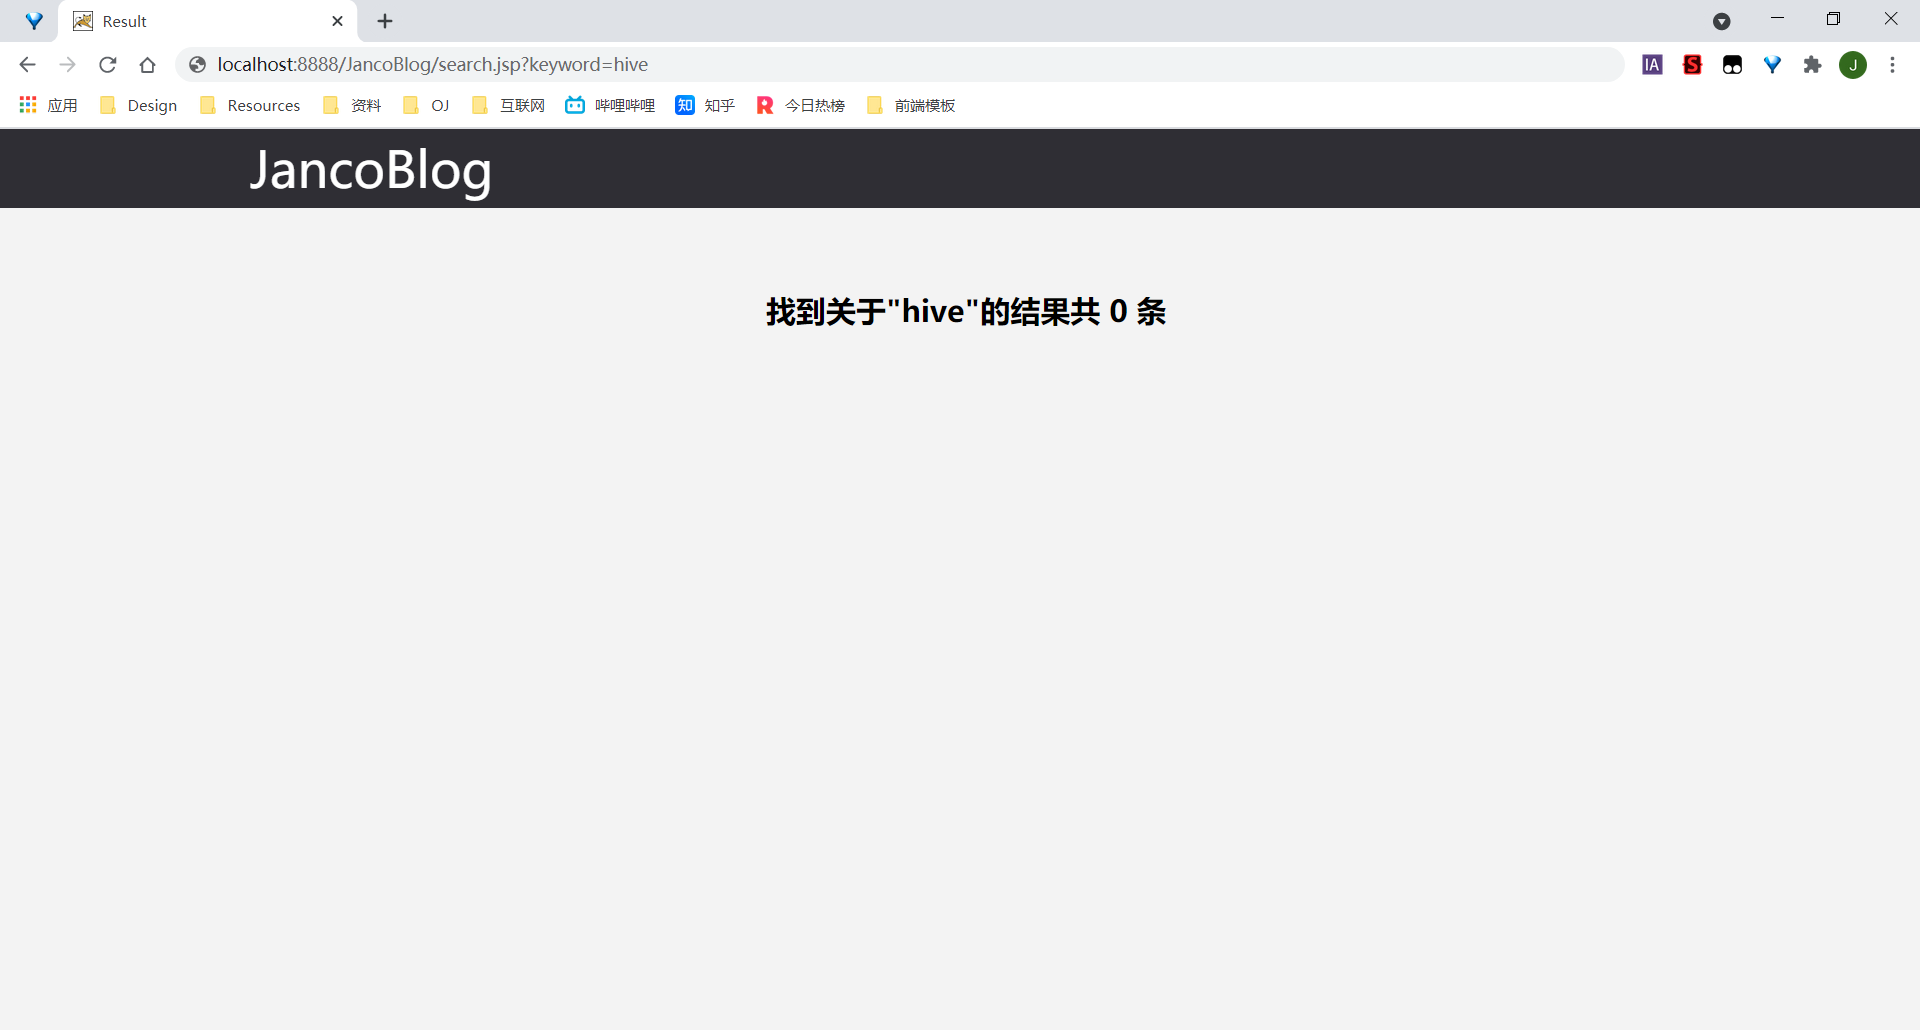 Result
localhost:8888/JancoBlog/search.jsp?keyword=hive
IA S J
应用 Design Resources 资料 OJ 互联网 哔哩哔哩 知 知乎 R 今日热榜 前端模板
JancoBlog
找到关于"hive"的结果共 0 条